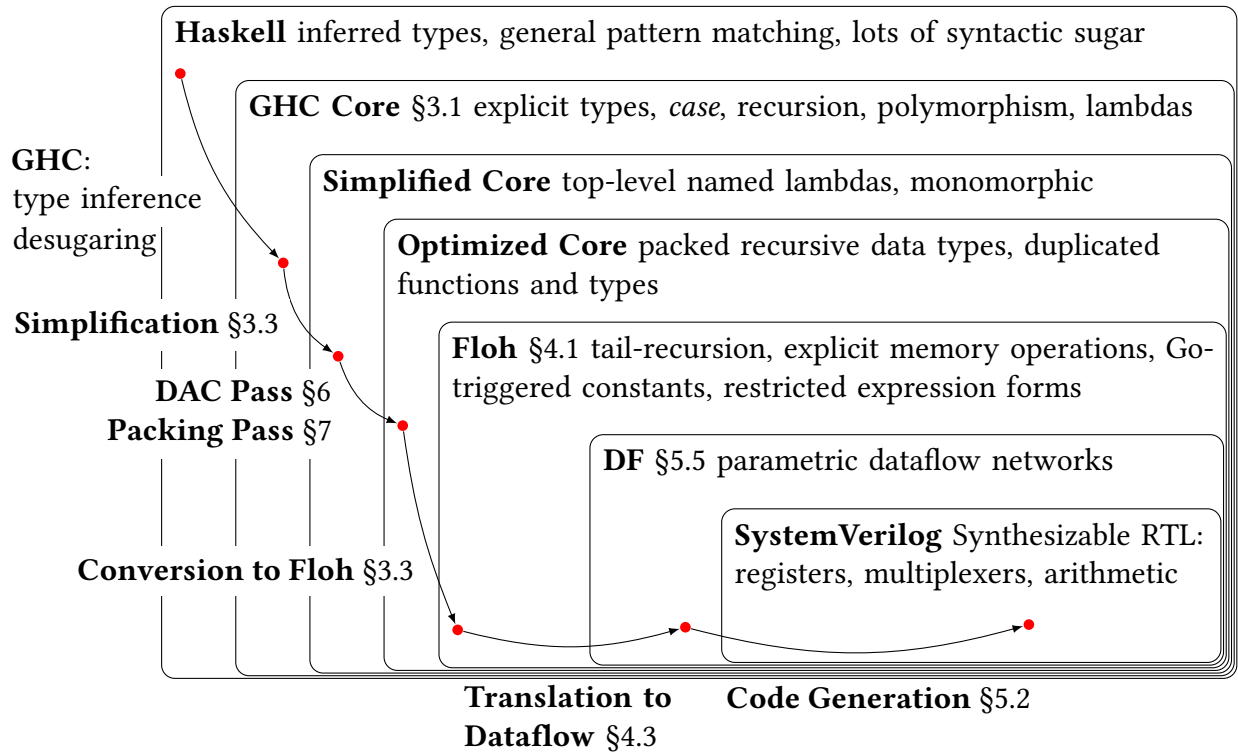 Haskell inferred types, general pattern matching, lots of syntactic sugar
GHC Core §3.1 explicit types, case, recursion, polymorphism, lambdas
GHC:
type inference
desugaring
Simplified Core top-level named lambdas, monomorphic
Optimized Core packed recursive data types, duplicated
functions and types
Simplification §3.3
Floh §4.1 tail-recursion, explicit memory operations, Go-
triggered constants, restricted expression forms
DAC Pass §6
Packing Pass §7
DF §5.5 parametric dataflow networks
SystemVerilog Synthesizable RTL:
registers, multiplexers, arithmetic
Conversion to Floh §3.3
Translation to
Dataflow §4.3
Code Generation §5.2